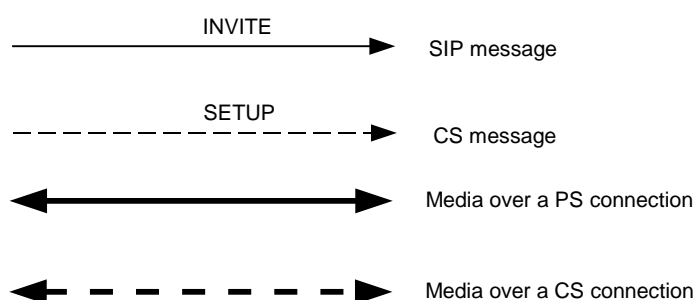 INVITE
SIP message
SETUP
CS message
Media over a PS connection
Media over a CS connection